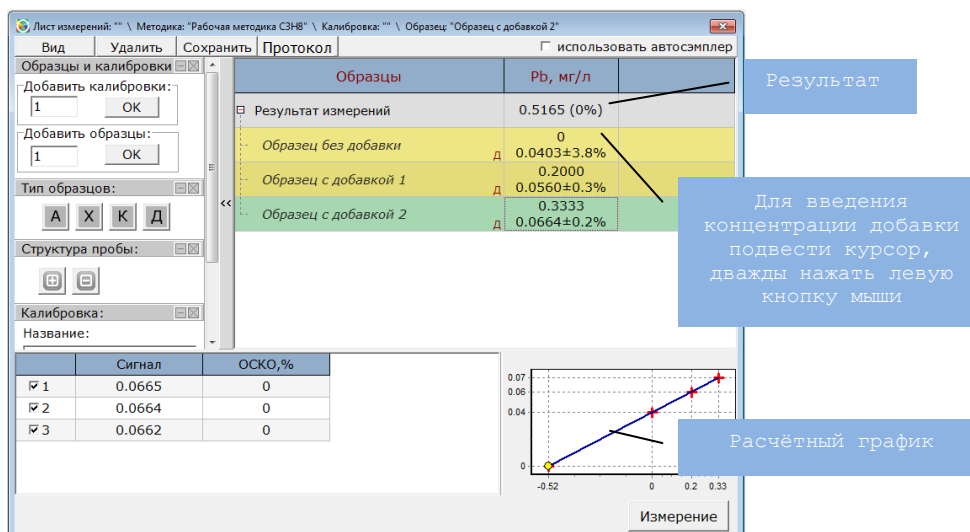 Лист измерений: "" \ Методика: "Рабочая методика C3H8" \ Калибровка: "" \ Образец: "Образец с добавкой 2"
Вид Удалить Сохранить Протокол использовать автосэмплер
Образцы и калибровки
Добавить калибровки:
1 OK
Добавить образцы:
1 OK
Тип образцов:
А Х К Д
Структура пробы:
Калибровка:
Название:
<<
Образцы Pb, мг/л
Результат измерений 0.5165 (0%)
Образец без добавки Д 0
0.0403±3.8%
Образец с добавкой 1 Д 0.2000
0.0560±0.3%
Образец с добавкой 2 Д 0.3333
0.0664±0.2%
Результат
Для введения
концентрации добавки
подвести курсор,
дважды нажать левую
кнопку мыши
Сигнал ОСКО,%
1 0.0665 0
2 0.0664 0
3 0.0662 0
0.07
0.06
0.04
0
-0.52 0 0.2 0.33
Расчётный график
Измерение